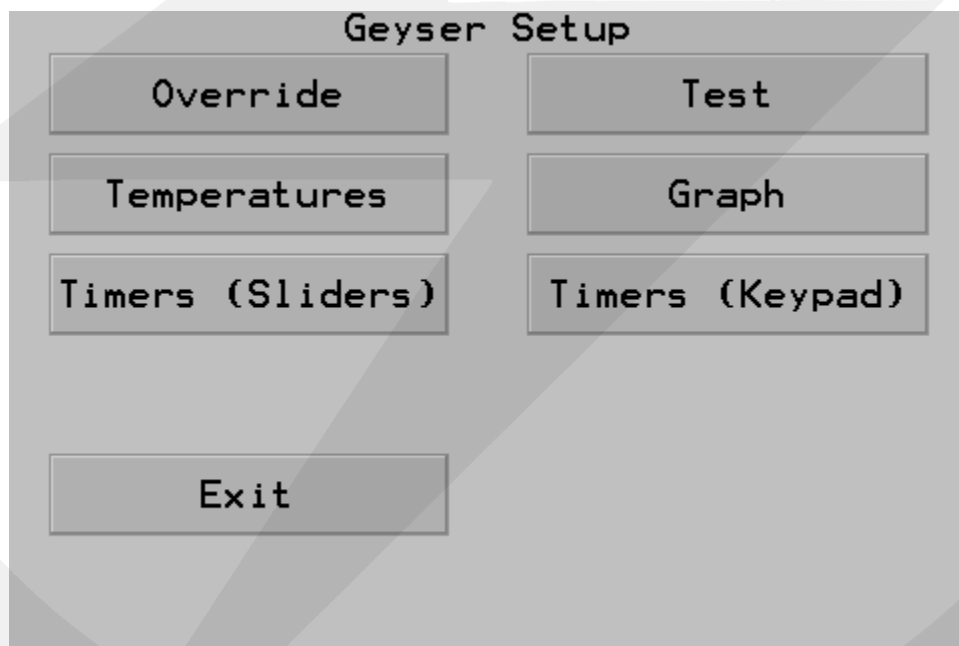 Geyser Setup
Override
Test
Temperatures
Graph
Timers (Sliders)
Timers (Keypad)
Exit